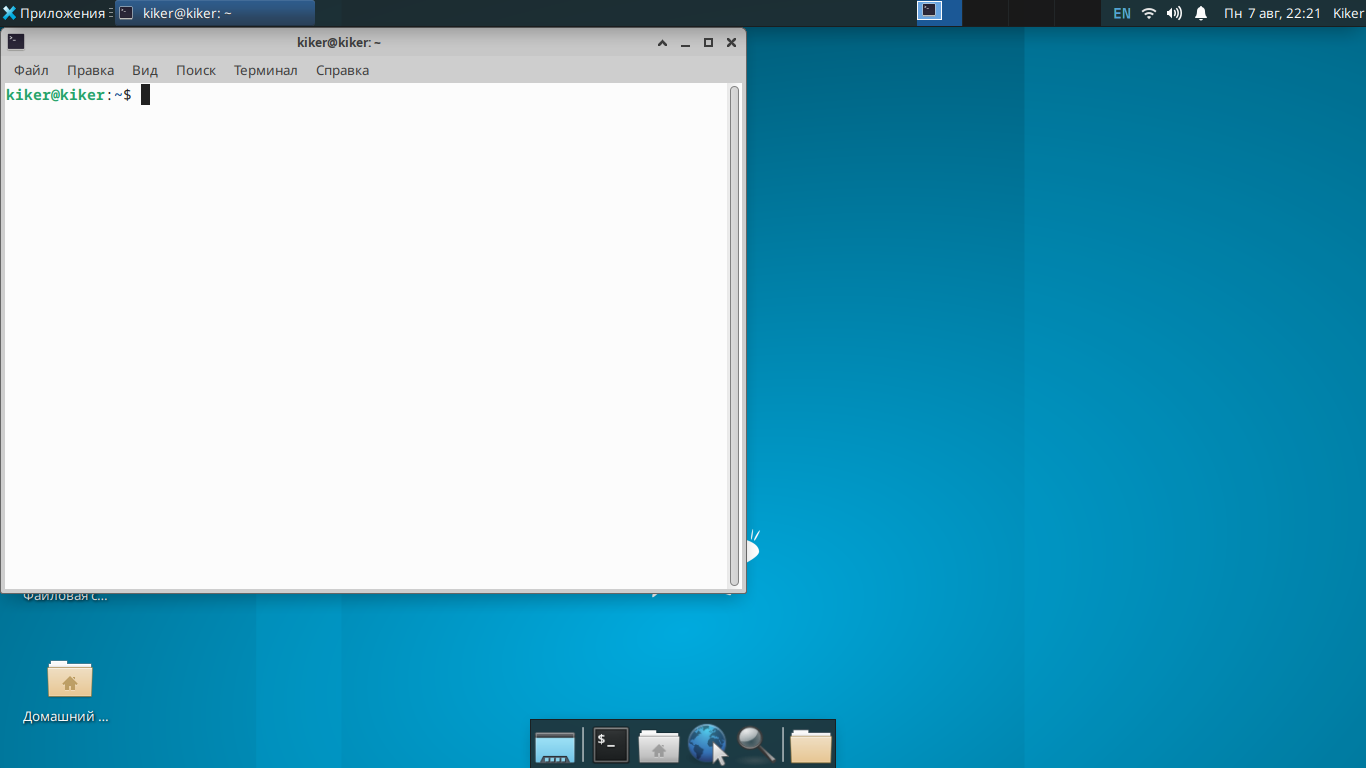 Приложения
kiker@kiker: ~
EN
Пн 7 авг, 22:21
Kiker
kiker@kiker: ~
Файл Правка Вид Поиск Терминал Справка
kiker@kiker:~$
Файловая с...
Домашний ...
$_